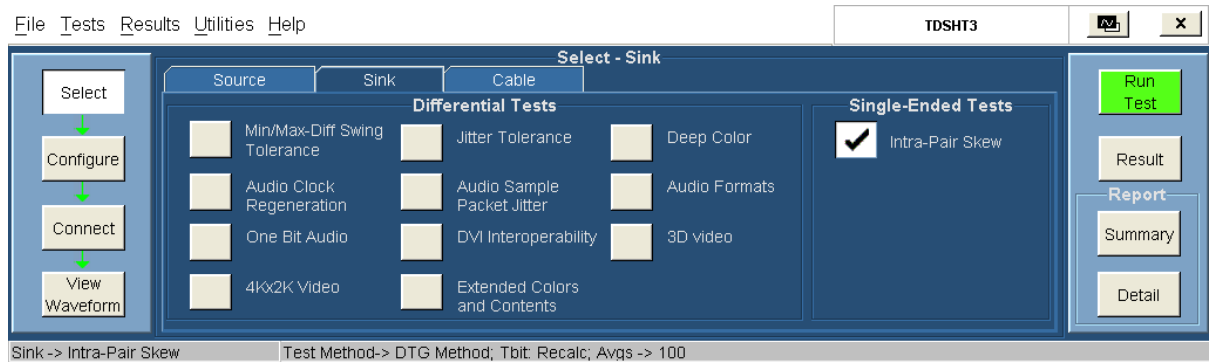 File Tests Results Utilities Help
TDSHT3
x
Select - Sink
Select
Configure
Connect
View
Waveform
Source Sink Cable
Differential Tests
Min/Max-Diff Swing
Tolerance
Jitter Tolerance
Deep Color
Audio Clock
Regeneration
Audio Sample
Packet Jitter
Audio Formats
One Bit Audio
DVI Interoperability
3D video
4Kx2K Video
Extended Colors
and Contents
Single-Ended Tests
Intra-Pair Skew
Run
Test
Result
Report
Summary
Detail
Sink -> Intra-Pair Skew Test Method-> DTG Method; Tbit: Recalc; Avgs -> 100